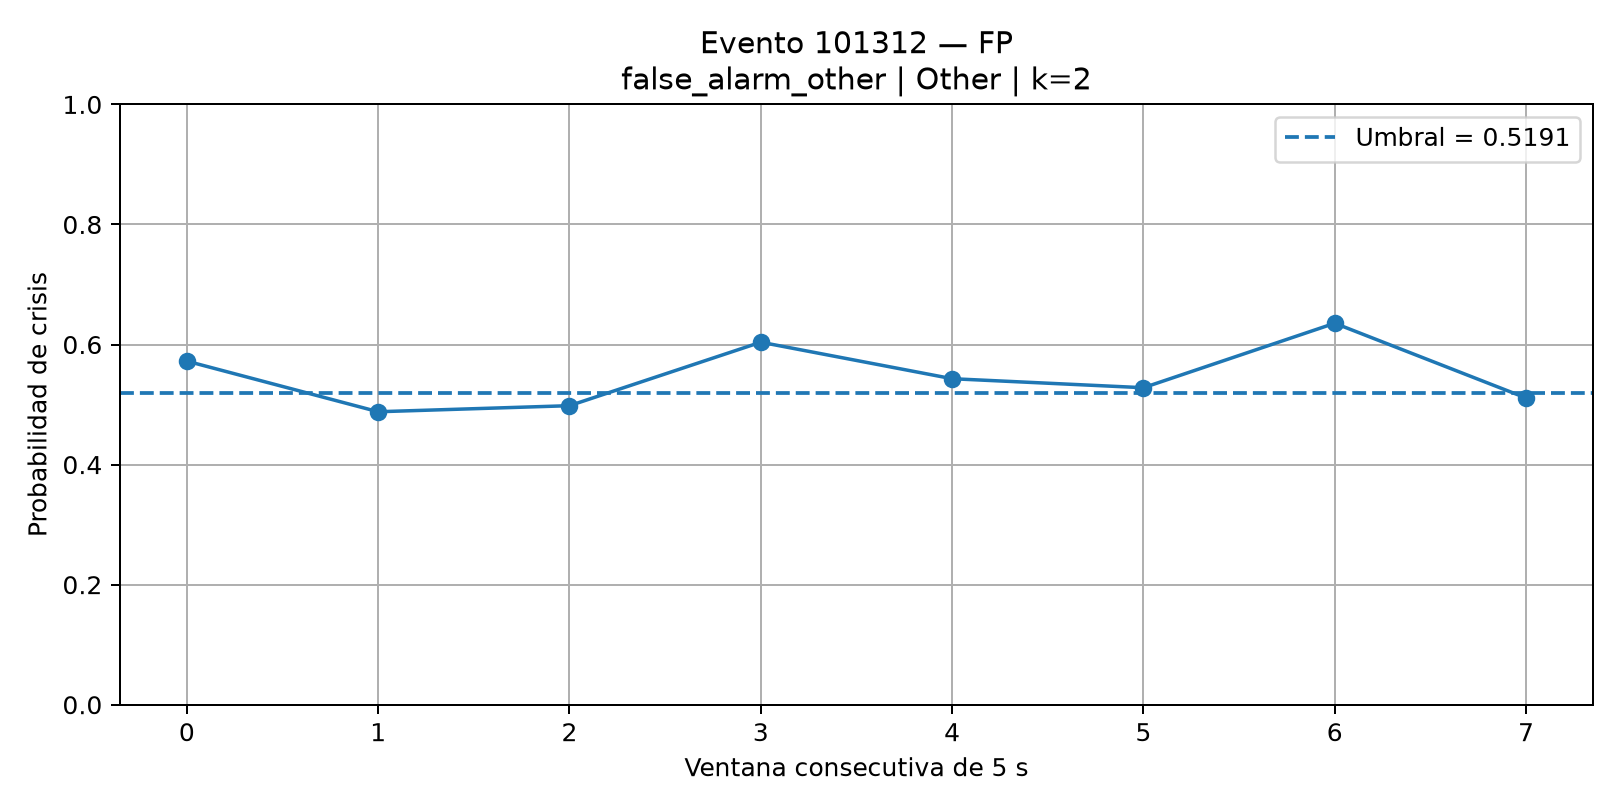 Evento 101312 — FP
false_alarm_other | Other | k=2
Umbral = 0.5191
Probabilidad de crisis
1.0
0.8
0.6
0.4
0.2
0.0
0 1 2 3 4 5 6 7
Ventana consecutiva de 5 s